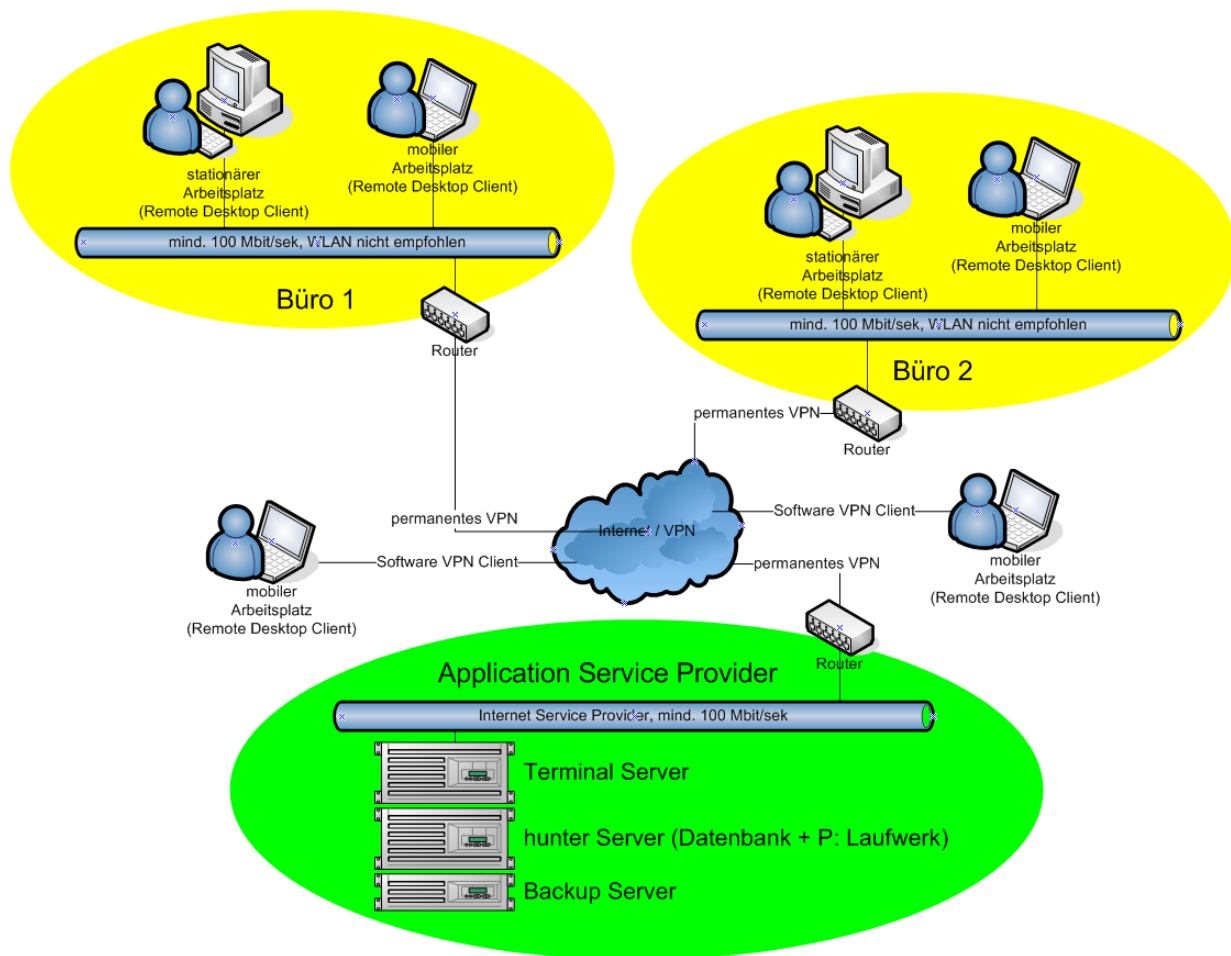 stationärer
Arbeitsplatz
(Remote Desktop Client)
mobiler
Arbeitsplatz
(Remote Desktop Client)
mind. 100 Mbit/sek, WLAN nicht empfohlen
Büro 1
Router
stationärer
Arbeitsplatz
(Remote Desktop Client)
mobiler
Arbeitsplatz
(Remote Desktop Client)
mind. 100 Mbit/sek, WLAN nicht empfohlen
Büro 2
permanentes VPN
Router
permanentes VPN
Internet / VPN
Software VPN Client
Software VPN Client
permanentes VPN
mobiler
Arbeitsplatz
(Remote Desktop Client)
mobiler
Arbeitsplatz
(Remote Desktop Client)
Router
Application Service Provider
Internet Service Provider, mind. 100 Mbit/sek
Terminal Server
hunter Server (Datenbank + P: Laufwerk)
Backup Server